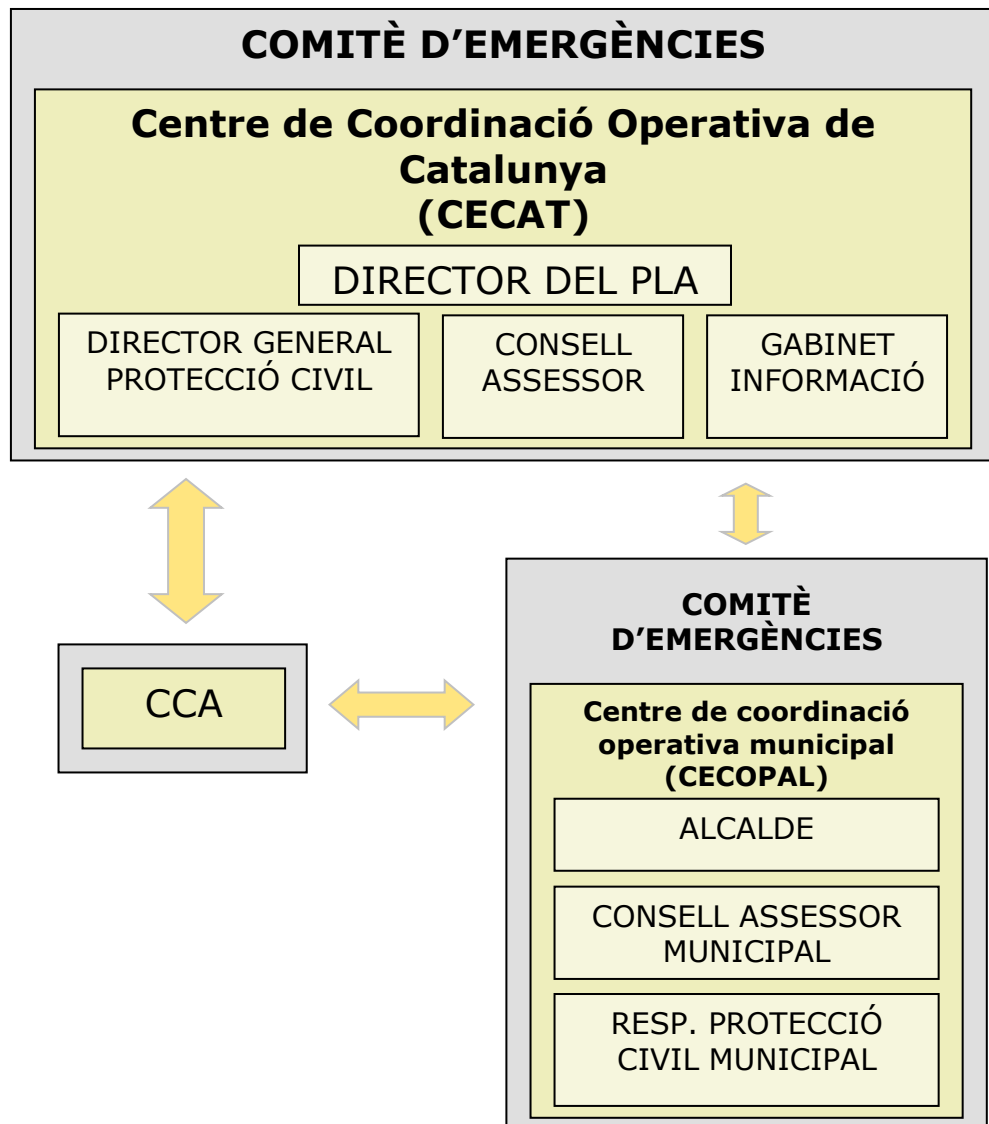 COMITÈ D’EMERGÈNCIES
Centre de Coordinació Operativa de
Catalunya
(CECAT)
DIRECTOR DEL PLA
DIRECTOR GENERAL
PROTECCIÓ CIVIL
CONSELL
ASSESSOR
GABINET
INFORMACIÓ
CCA
COMITÈ
D’EMERGÈNCIES
Centre de coordinació
operativa municipal
(CECOPAL)
ALCALDE
CONSELL ASSESSOR
MUNICIPAL
RESP. PROTECCIÓ
CIVIL MUNICIPAL